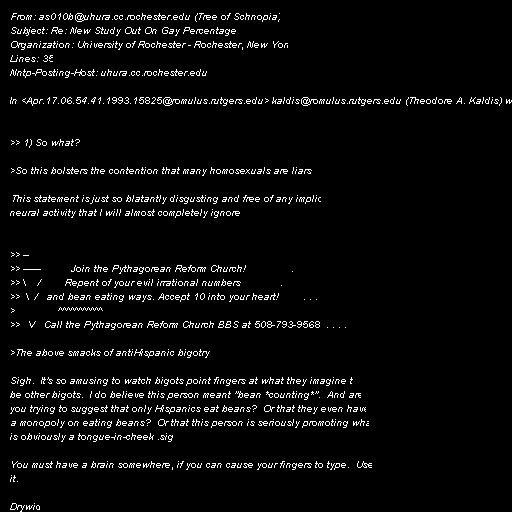 From: as010b@uhura.cc.rochester.edu (Tree of Schnopia)
Subject: Re: New Study Out On Gay Percentage
Organization: University of Rochester - Rochester, New Yor
Lines: 38
Nntp-Posting-Host: uhura.cc.rochester.edu
In <Apr.17.06.54.41.1993.15825@romulus.rutgers.edu> kaldis@romulus.rutgers.edu (Theodore A. Kaldis) w
>> 1) So what?
>So this bolsters the contention that many homosexuals are liars
This statement is just so blatantly disgusting and free of any implic
neural activity that I will almost completely ignore
>> --
>> ----- Join the Pythagorean Reform Church! .
>> \ / Repent of your evil irrational numbers .
>> \ / and bean eating ways. Accept 10 into your heart! . . .
> ^^^^^^^^^^
>> V Call the Pythagorean Reform Church BBS at 508-793-9568 . . . .
>The above smacks of antiHispanic bigotry
Sigh. It's so amusing to watch bigots point fingers at what they imagine t
be other bigots. I do believe this person meant "bean *counting*". And are
you trying to suggest that only Hispanics eat beans? Or that they even have
a monopoly on eating beans? Or that this person is seriously promoting wha
is obviously a tongue-in-cheek .sig
You must have a brain somewhere, if you can cause your fingers to type. Use
it.
Drywid